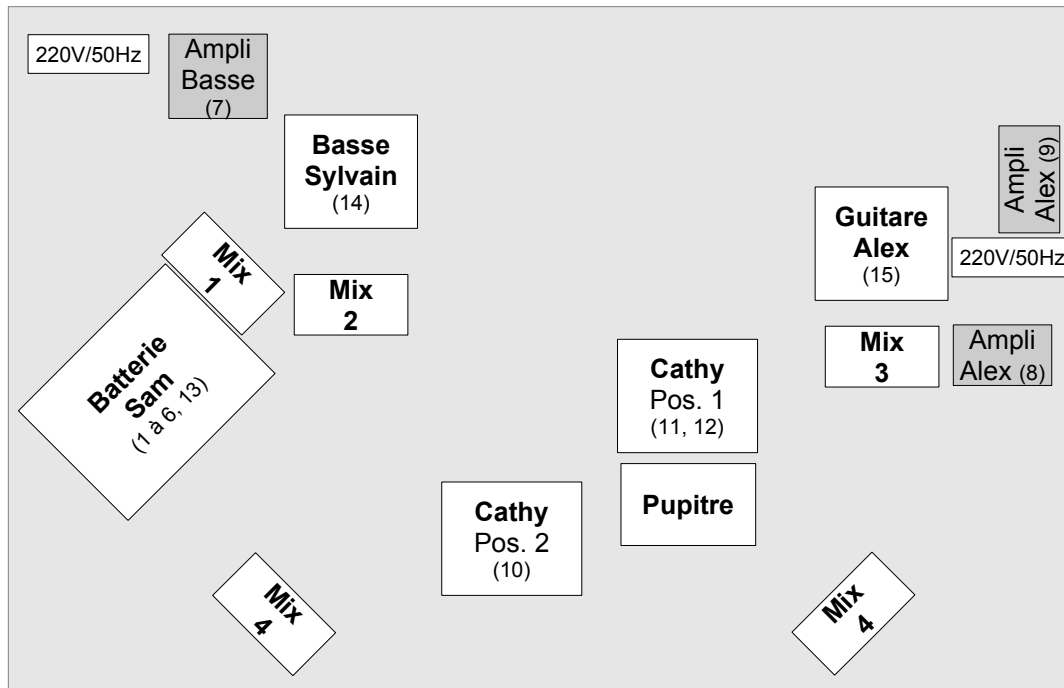 220V/50Hz
Ampli
Basse
(7)
Basse
Sylvain
(14)
Mix
1
Mix
2
Batterie
Sam
(1 à 6, 13)
Ampli
Alex (9)
Guitare
Alex
(15)
220V/50Hz
Mix
3
Ampli
Alex (8)
Cathy
Pos. 1
(11, 12)
Pupitre
Cathy
Pos. 2
(10)
Mix
4
Mix
4